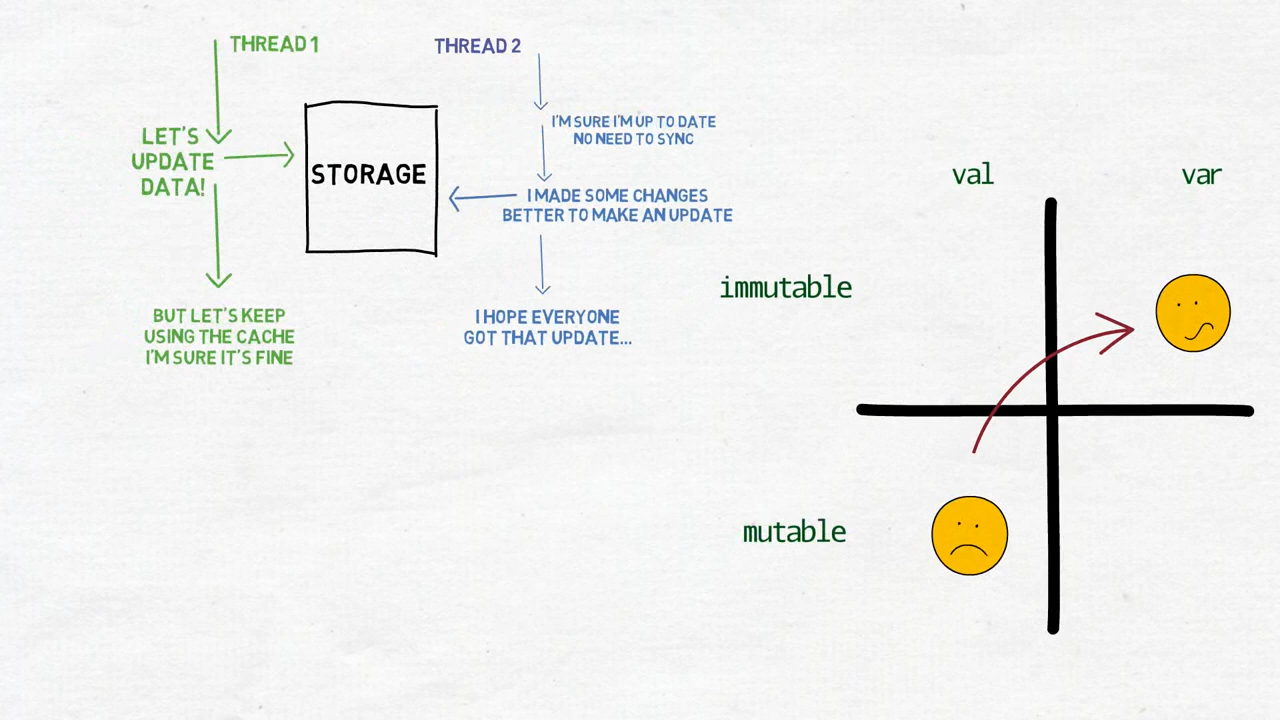 THREAD 1
LET'S
UPDATE
DATA!
BUT LET'S KEEP
USING THE CACHE
I'M SURE IT'S FINE
STORAGE
THREAD 2
I'M SURE I'M UP TO DATE
NO NEED TO SYNC
I MADE SOME CHANGES
BETTER TO MAKE AN UPDATE
I HOPE EVERYONE
GOT THAT UPDATE...
val
var
immutable
mutable